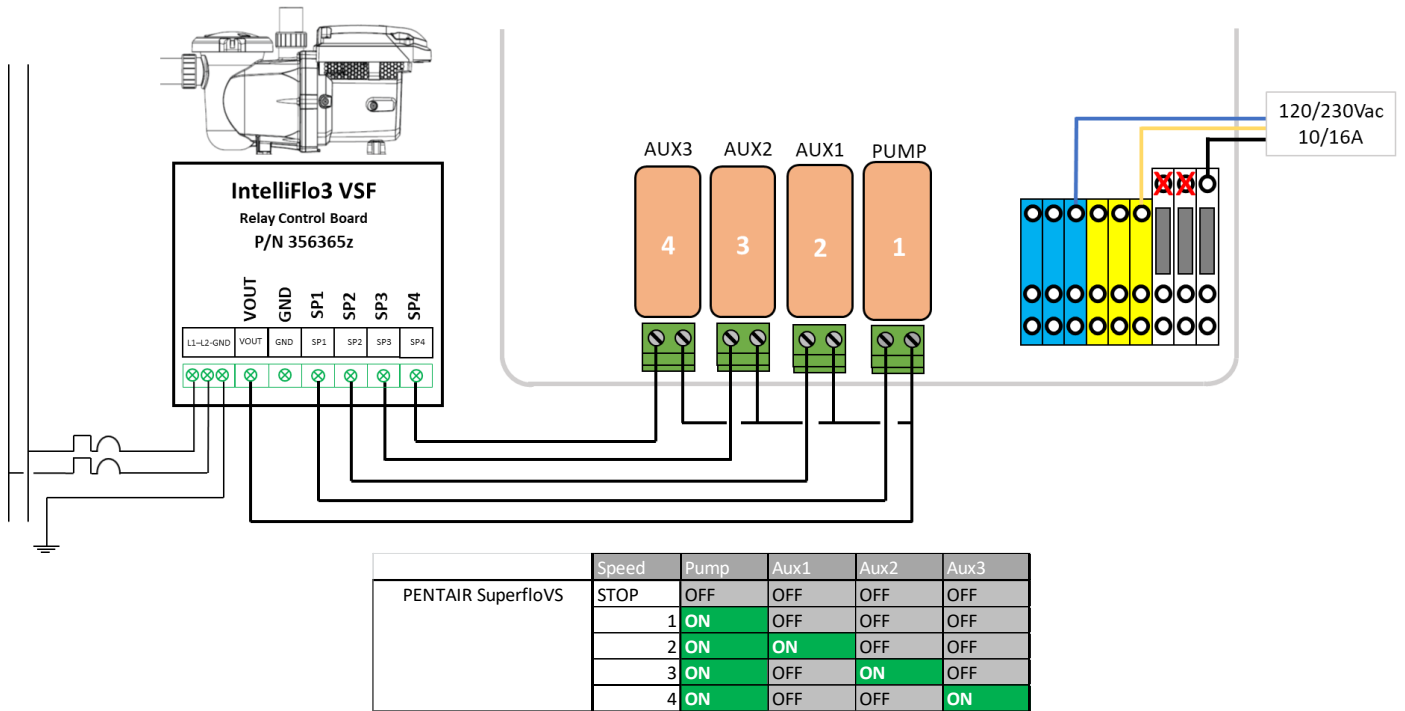 120/230Vac
10/16A
AUX3 AUX2 AUX1 PUMP
IntelliFlo3 VSF
Relay Control Board
P/N 356365z
4 3 2 1
VOUT GND SP1 SP2 SP3 SP4
L1–L2-GND VOUT GND SP1 SP2 SP3 SP4
Speed Pump Aux1 Aux2 Aux3
PENTAIR SuperfloVS STOP OFF OFF OFF OFF
1 ON OFF OFF OFF
2 ON ON OFF OFF
3 ON OFF ON OFF
4 ON OFF OFF ON